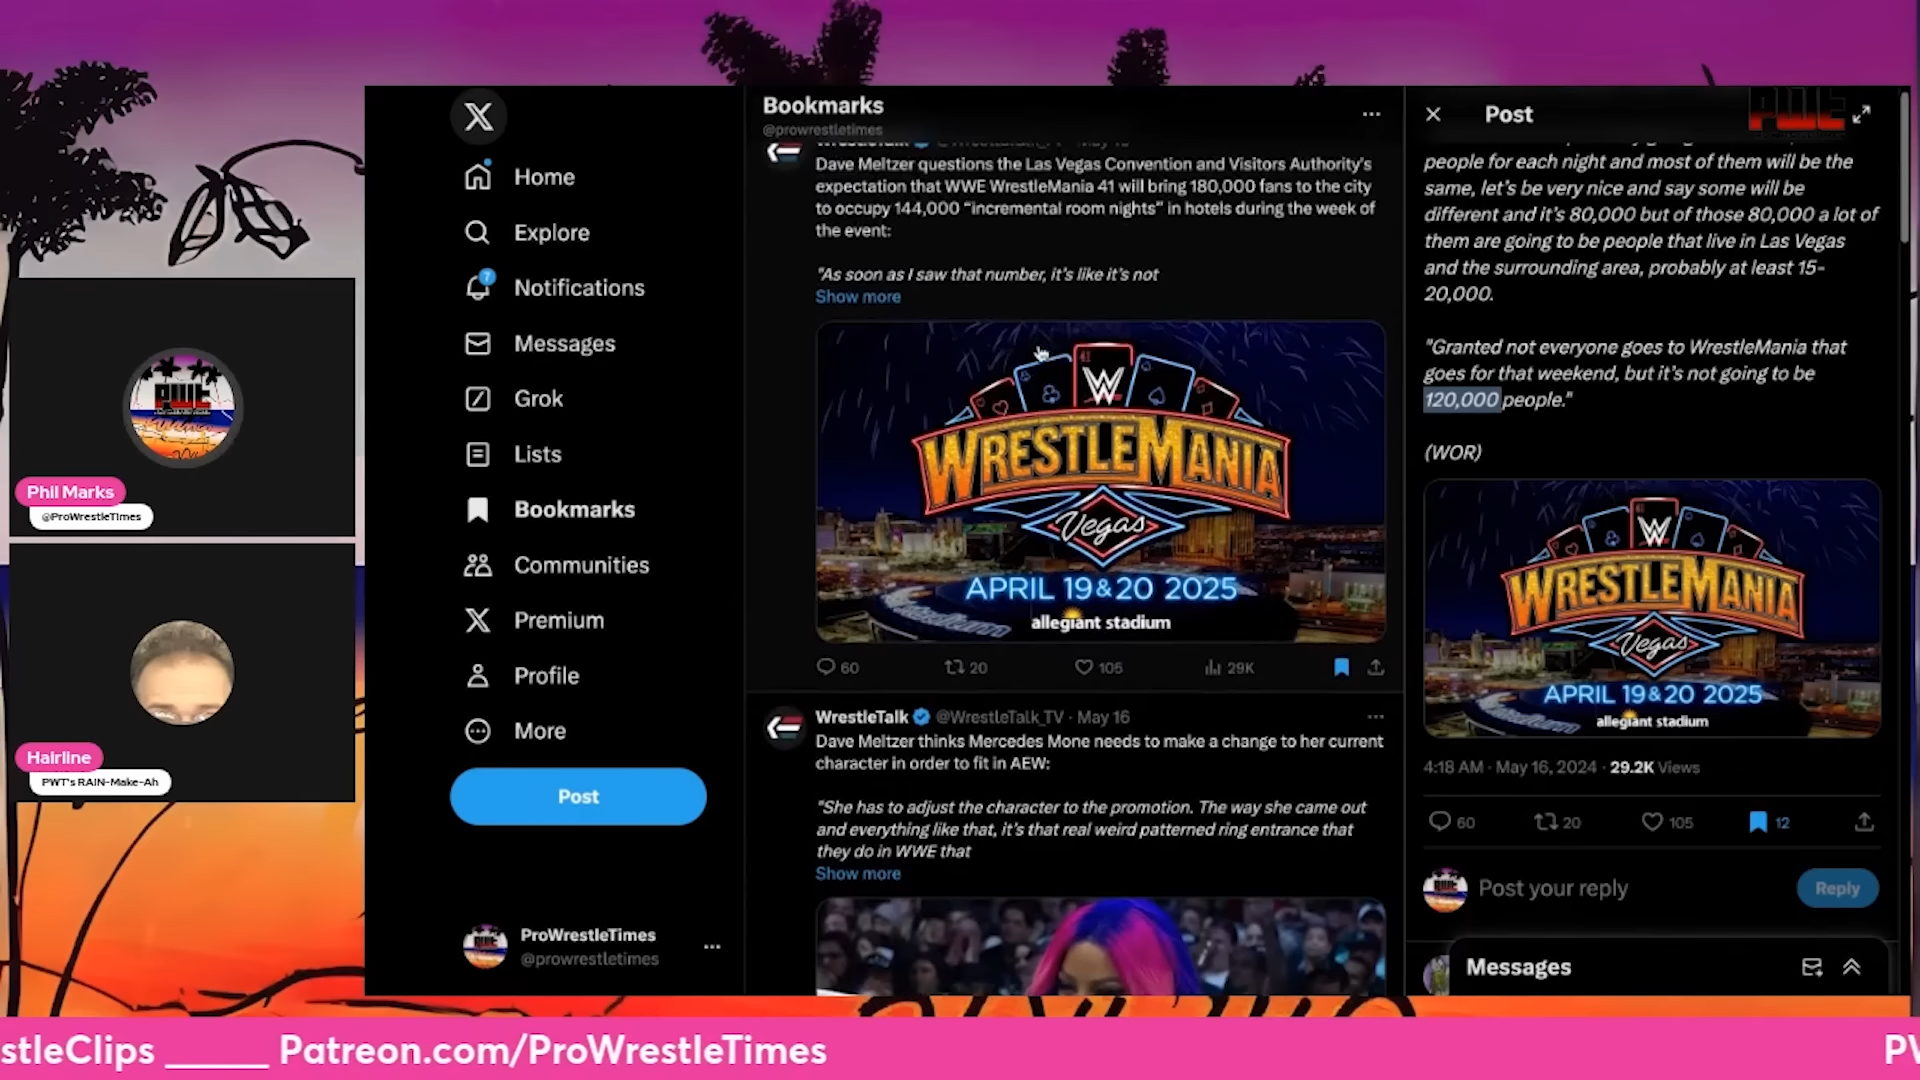 Phil Marks
@ProWrestleTimes
Hairline
PWT's RAIN-Make-Ah
Home
Explore
7
Notifications
Messages
Grok
Lists
Bookmarks
Communities
Premium
Profile
More
Post
ProWrestleTimes
@prowrestletimes
Bookmarks
@prowrestletimes
Dave Meltzer questions the Las Vegas Convention and Visitors Authority's
expectation that WWE WrestleMania 41 will bring 180,000 fans to the city
to occupy 144,000 "incremental room nights" in hotels during the week of
the event:
"As soon as I saw that number, it's like it's not
Show more
41
W
WRESTLEMANIA
Vegas
APRIL 19 & 20 2025
allegiant stadium
60
20
105
29K
WrestleTalk @WrestleTalk_TV · May 16
Dave Meltzer thinks Mercedes Mone needs to make a change to her current
character in order to fit in AEW:
"She has to adjust the character to the promotion. The way she came out
and everything like that, it's that real weird patterned ring entrance that
they do in WWE that
Show more
Post
people for each night and most of them will be the
same, let's be very nice and say some will be
different and it's 80,000 but of those 80,000 a lot of
them are going to be people that live in Las Vegas
and the surrounding area, probably at least 15-
20,000.
"Granted not everyone goes to WrestleMania that
goes for that weekend, but it's not going to be
120,000 people."
(WOR)
W
WRESTLEMANIA
Vegas
APRIL 19 & 20 2025
allegiant stadium
4:18 AM · May 16, 2024 · 29.2K Views
60
20
105
12
Post your reply
Reply
Messages
stleClips ______ Patreon.com/ProWrestleTimes